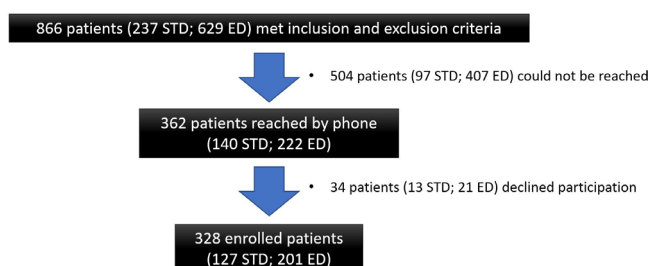 866 patients (237 STD; 629 ED) met inclusion and exclusion criteria
• 504 patients (97 STD; 407 ED) could not be reached
362 patients reached by phone
(140 STD; 222 ED)
• 34 patients (13 STD; 21 ED) declined participation
328 enrolled patients
(127 STD; 201 ED)